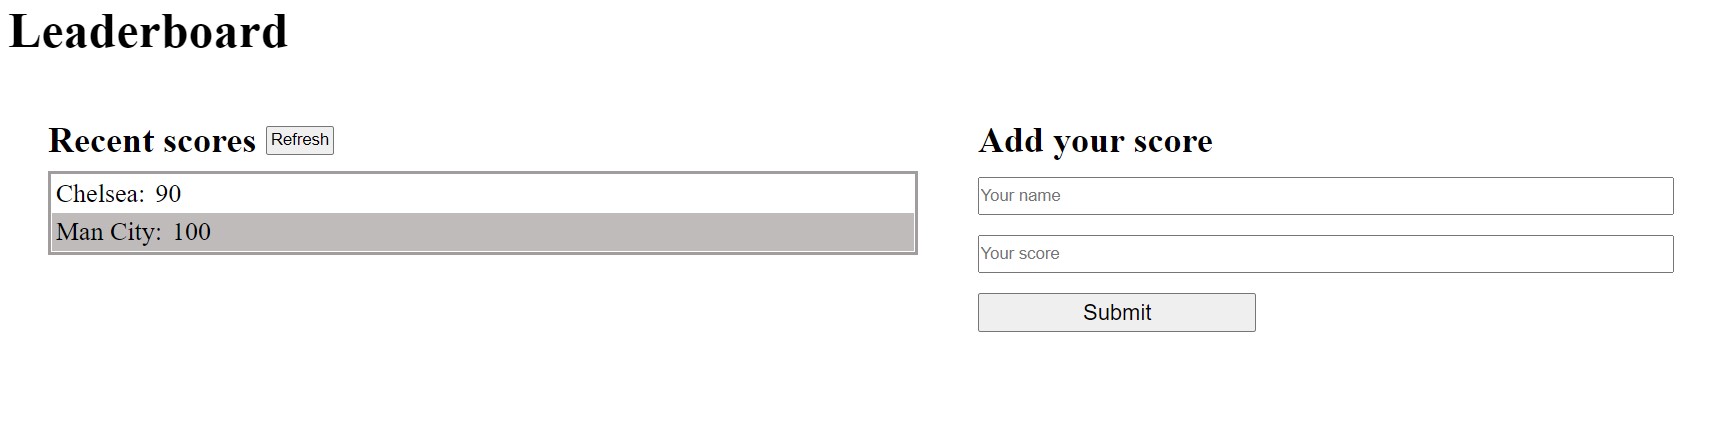 Leaderboard
Recent scores Refresh
Chelsea: 90
Man City: 100
Add your score
Your name
Your score
Submit